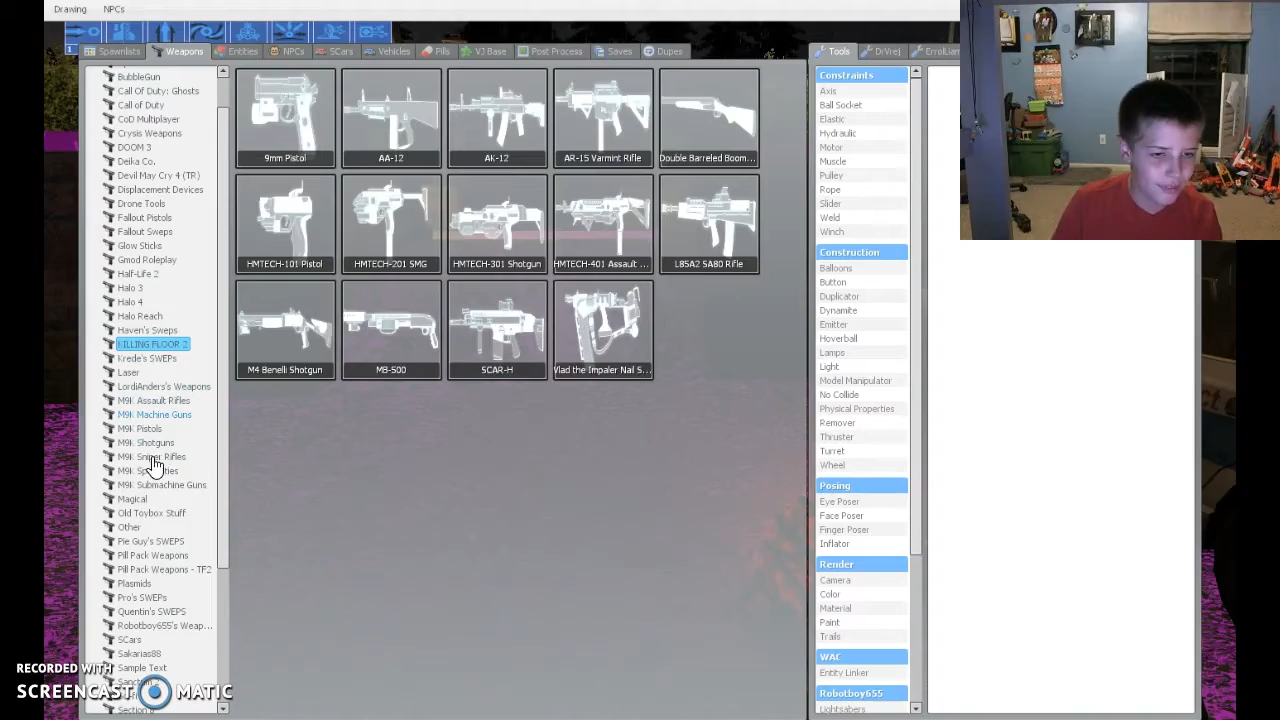 Drawing NPCs
1
Spawnlists Weapons Entities NPCs SCars Vehicles Pills VJ Base Post Process Saves Dupes
BubbleGun
Call Of Duty: Ghosts
Call of Duty
CoD Multiplayer
Crysis Weapons
DOOM 3
Deika Co.
Devil May Cry 4 (TR)
Displacement Devices
Drone Tools
Fallout Pistols
Fallout Sweps
Glow Sticks
Gmod Roleplay
Half-Life 2
Halo 3
Halo 4
Halo Reach
Haven's Sweps
KILLING FLOOR 2
Krede's SWEPs
Laser
LordiAnders's Weapons
M9K Assault Rifles
M9K Machine Guns
M9K Pistols
M9K Shotguns
M9K Sniper Rifles
M9K
M9K Submachine Guns
Magical
Old Toybox Stuff
Other
Pie Guy's SWEPS
Pill Pack Weapons
Pill Pack Weapons - TF2
Plasmids
Pro's SWEPs
Quentin's SWEPS
Robotboy655's Weap...
SCars
Sakarias88
Sample Text
9mm Pistol AA-12 AK-12 AR-15 Varmint Rifle Double Barreled Boom...
HMTECH-101 Pistol HMTECH-201 SMG HMTECH-301 Shotgun HMTECH-401 Assault ... L85A2 SA80 Rifle
M4 Benelli Shotgun MB-500 SCAR-H Vlad the Impaler Nail S...
Tools DrVrej ErrolLiam
Constraints
Axis
Ball Socket
Elastic
Hydraulic
Motor
Muscle
Pulley
Rope
Slider
Weld
Winch
Construction
Balloons
Button
Duplicator
Dynamite
Emitter
Hoverball
Lamps
Light
Model Manipulator
No Collide
Physical Properties
Remover
Thruster
Turret
Wheel
Posing
Eye Poser
Face Poser
Finger Poser
Inflator
Render
Camera
Color
Material
Paint
Trails
WAC
Entity Linker
Robotboy655
Lightsabers
RECORDED WITH
SCREENCAST MATIC